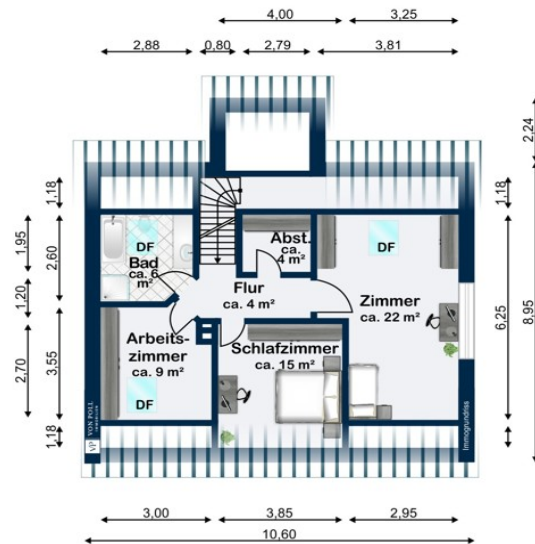 4,00
3,25
2,88
0,80
2,79
3,81
2,24
1,18
1,18
1,95
2,60
DF
Bad
ca. 6
m²
Abst.
ca.
4 m²
DF
Flur
ca. 4 m²
Zimmer
ca. 22 m²
6,25
8,95
1,20
Arbeits-
zimmer
ca. 9 m²
Schlafzimmer
ca. 15 m²
2,70
3,55
DF
VON POLL
VP
Immogrundriss
1,18
3,00
3,85
2,95
10,60